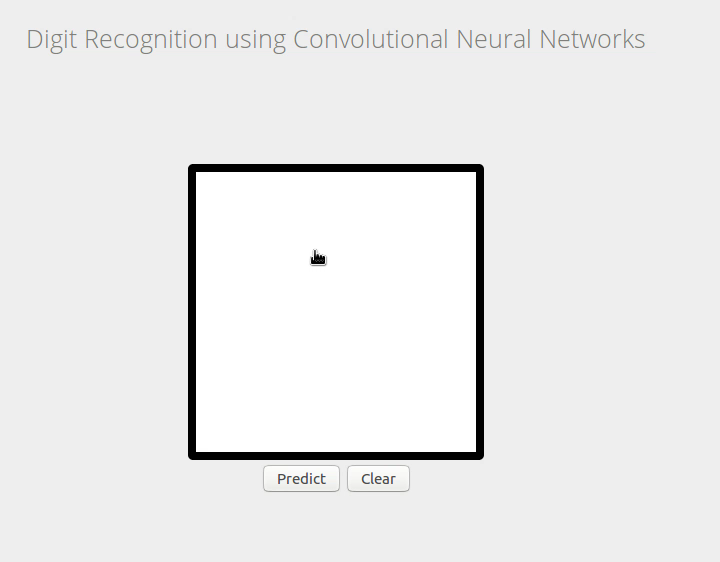 Digit Recognition using Convolutional Neural Networks
Predict Clear